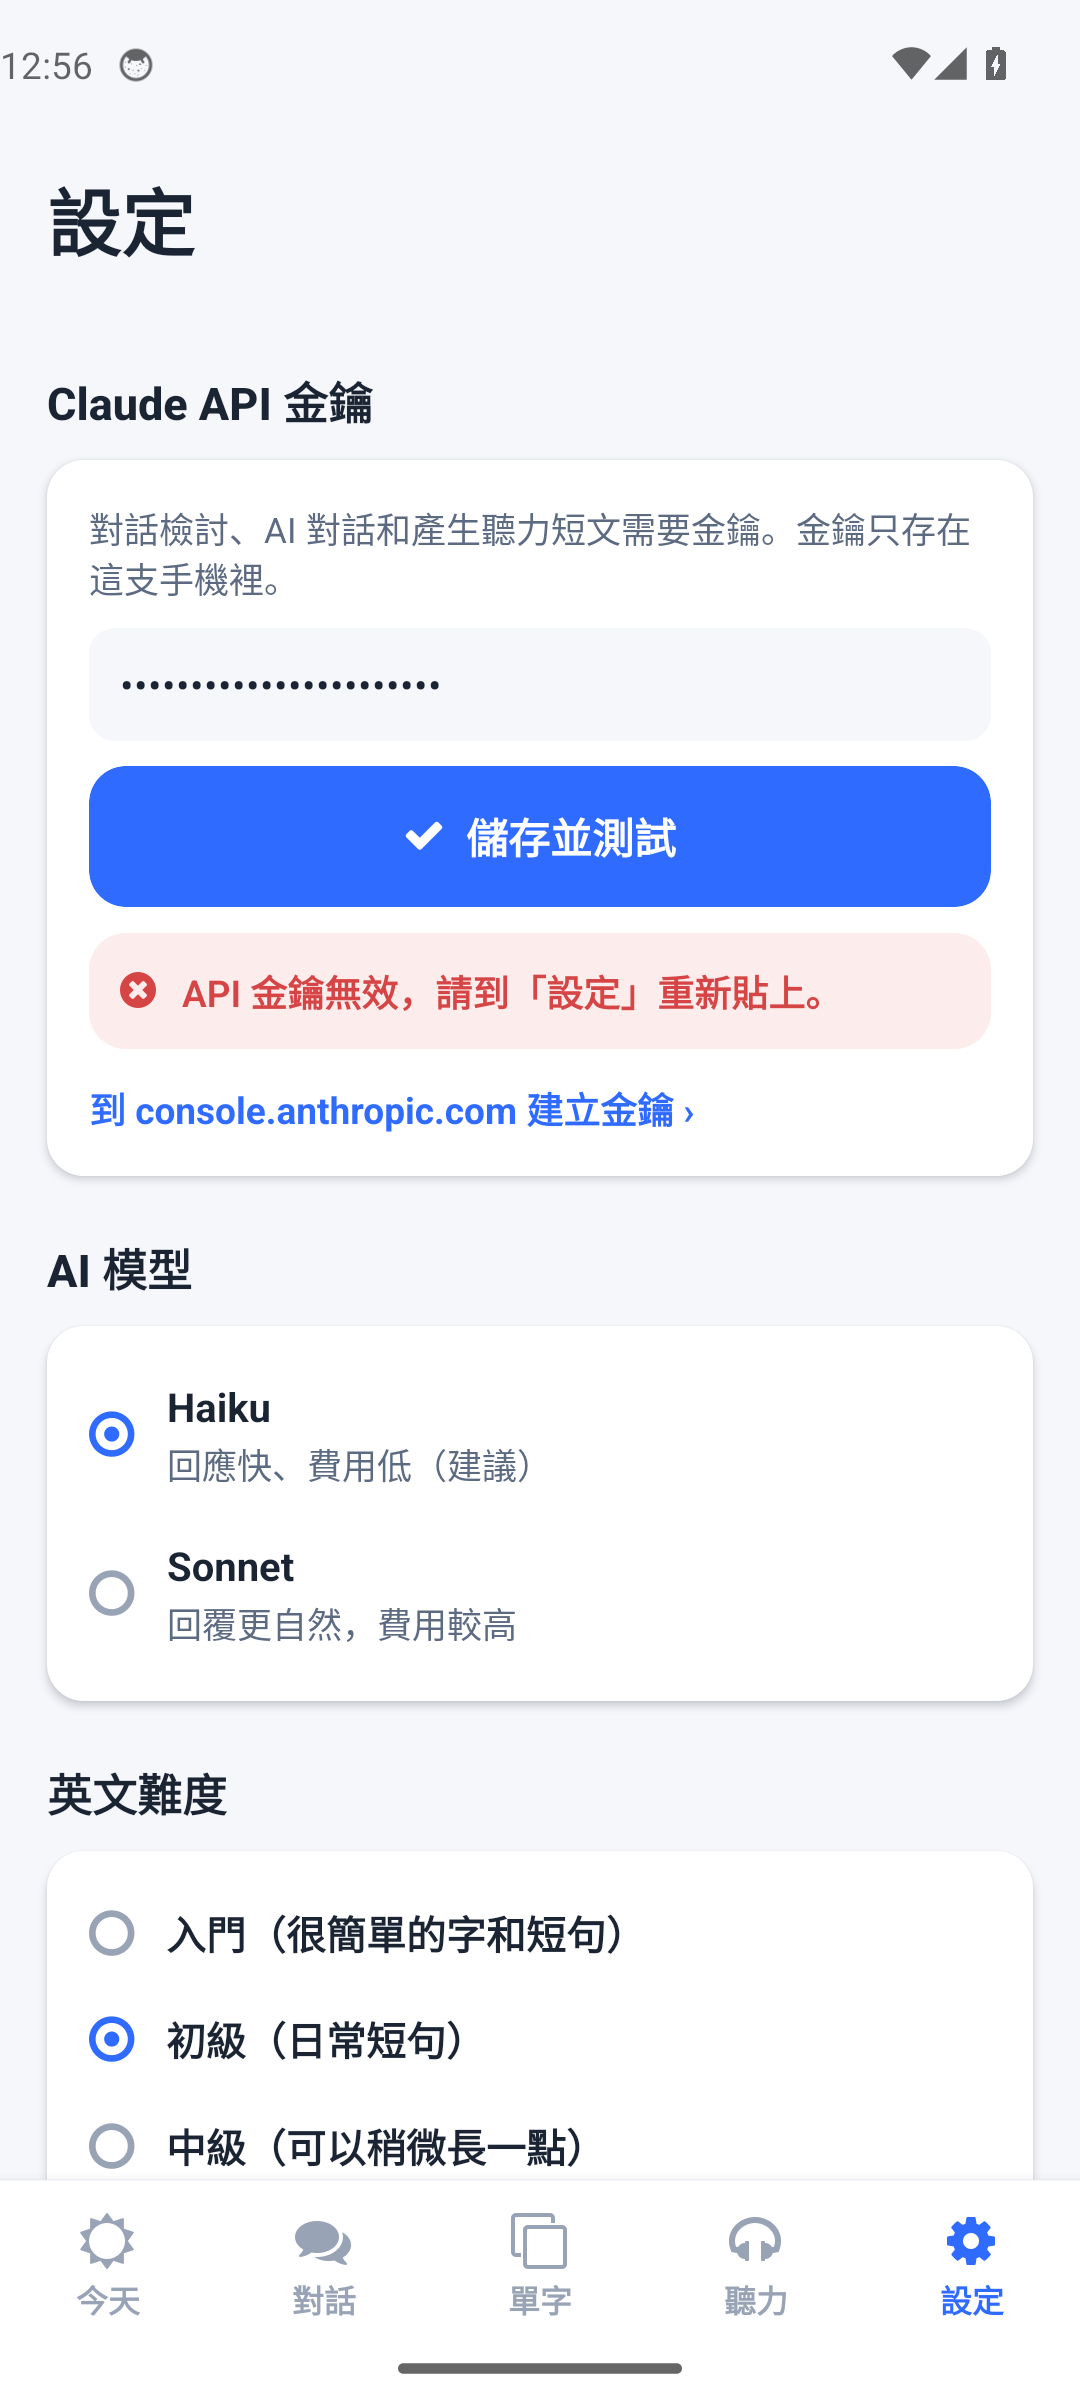 12:56
設定
Claude API 金鑰
對話檢討、AI 對話和產生聽力短文需要金鑰。金鑰只存在
這支手機裡。
••••••••••••••••••••••••
儲存並測試
API 金鑰無效，請到「設定」重新貼上。
到 console.anthropic.com 建立金鑰 ›
AI 模型
Haiku
回應快、費用低（建議）
Sonnet
回覆更自然，費用較高
英文難度
入門（很簡單的字和短句）
初級（日常短句）
中級（可以稍微長一點）
今天
對話
單字
聽力
設定